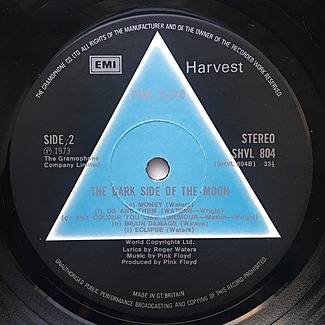 THE GRAMOPHONE CO LTD. ALL RIGHTS OF THE MANUFACTURER AND OF THE OWNER OF THE RECORDED WORK RESERVED.
EMI
Harvest
PINK FLOYD
SIDE 2
STEREO
℗ 1973
SHVL 804
The Gramophone
Company Limited
(SHVL 804B) 33⅓
THE DARK SIDE OF THE MOON
(e) MONEY (Waters)
(f) US AND THEM (Waters—Wright)
(g) ANY COLOUR YOU LIKE (Gilmour—Mason—Wright)
(h) BRAIN DAMAGE (Waters)
(i) ECLIPSE (Waters)
World Copyrights Ltd.
Lyrics by Roger Waters
Music by Pink Floyd
Produced by Pink Floyd
UNAUTHORISED PUBLIC PERFORMANCE BROADCASTING AND COPYING OF THIS RECORD PROHIBITED.
MADE IN GT. BRITAIN